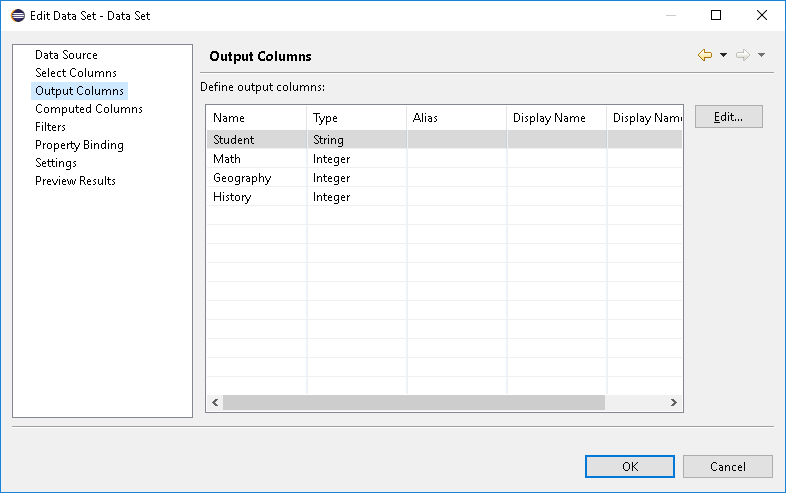 Edit Data Set - Data Set
Data Source
Select Columns
Output Columns
Computed Columns
Filters
Property Binding
Settings
Preview Results
Output Columns
Define output columns:
Name Type Alias Display Name Display Name
Student String
Math Integer
Geography Integer
History Integer
Edit...
OK Cancel